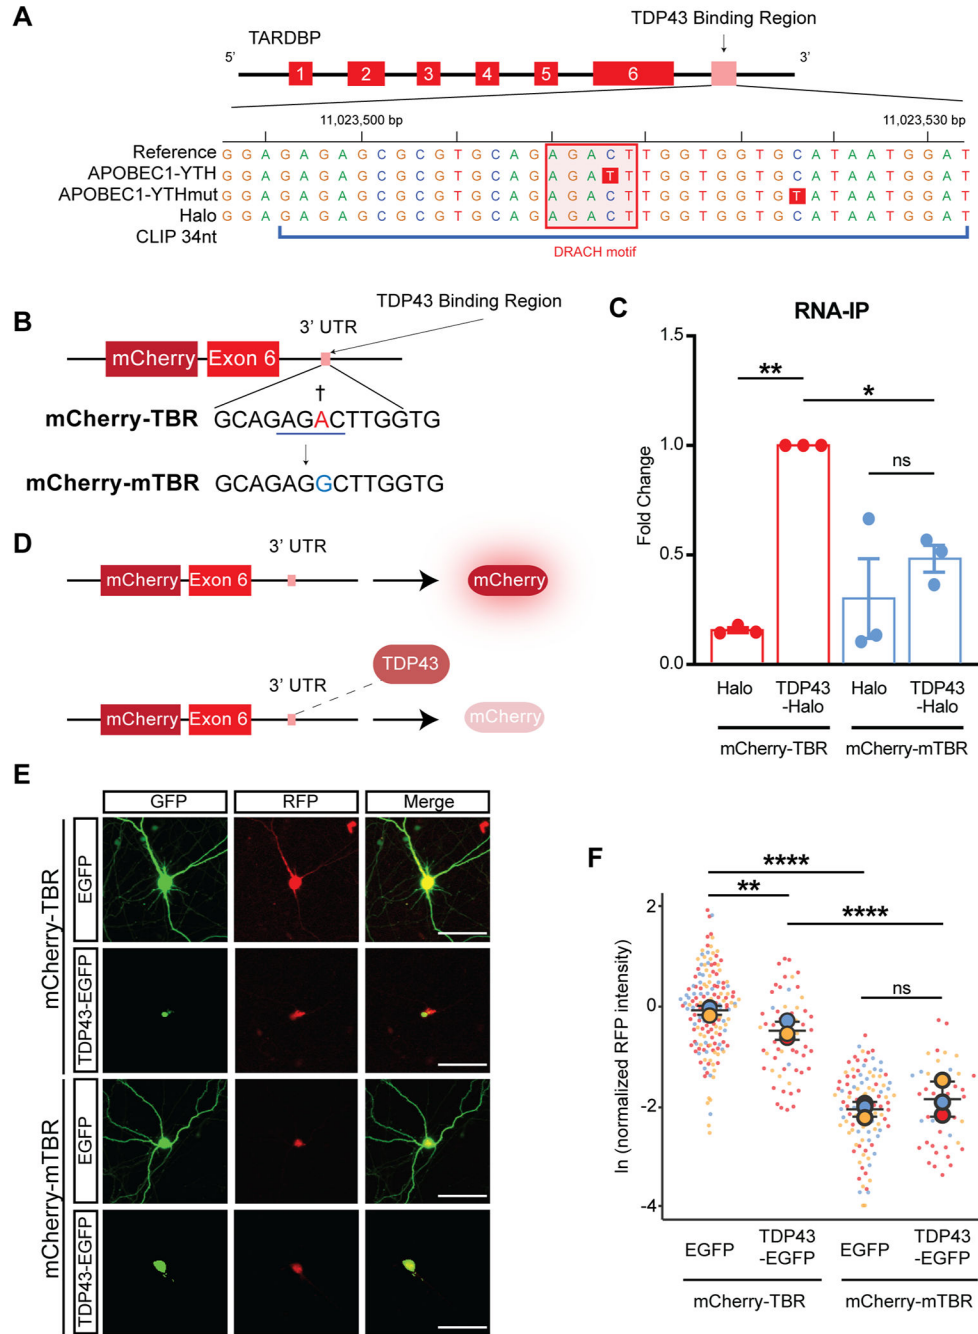 A
TDP43 Binding Region
TARDBP
5’
3’
1 2 3 4 5 6
11,023,500 bp
11,023,530 bp
Reference G G A G A G A G C G C G T G C A G A G A C T T G G T G G T G C A T A A T G G A T
APOBEC1-YTH G G A G A G A G C G C G T G C A G A G A T T T G G T G G T G C A T A A T G G A T
APOBEC1-YTHmut G G A G A G A G C G C G T G C A G A G A C T T G G T G G T G T A T A A T G G A T
Halo G G A G A G A G C G C G T G C A G A G A C T T G G T G G T G C A T A A T G G A T
CLIP 34nt
DRACH motif
B
TDP43 Binding Region
3’ UTR
mCherry Exon 6
†
mCherry-TBR GCAGAGACTTGGTG
mCherry-mTBR GCAGAGGCTTGGTG
C
RNA-IP
Fold Change
1.5
1.0
0.5
0.0
**
*
ns
Halo TDP43 -Halo Halo TDP43 -Halo
mCherry-TBR mCherry-mTBR
D
3’ UTR
mCherry Exon 6 mCherry
TDP43
3’ UTR
mCherry Exon 6 mCherry
E
GFP RFP Merge
mCherry-TBR
EGFP
TDP43-EGFP
mCherry-mTBR
EGFP
TDP43-EGFP
F
ln (normalized RFP intensity)
2
0
-2
-4
****
**
****
ns
EGFP TDP43 -EGFP EGFP TDP43 -EGFP
mCherry-TBR mCherry-mTBR